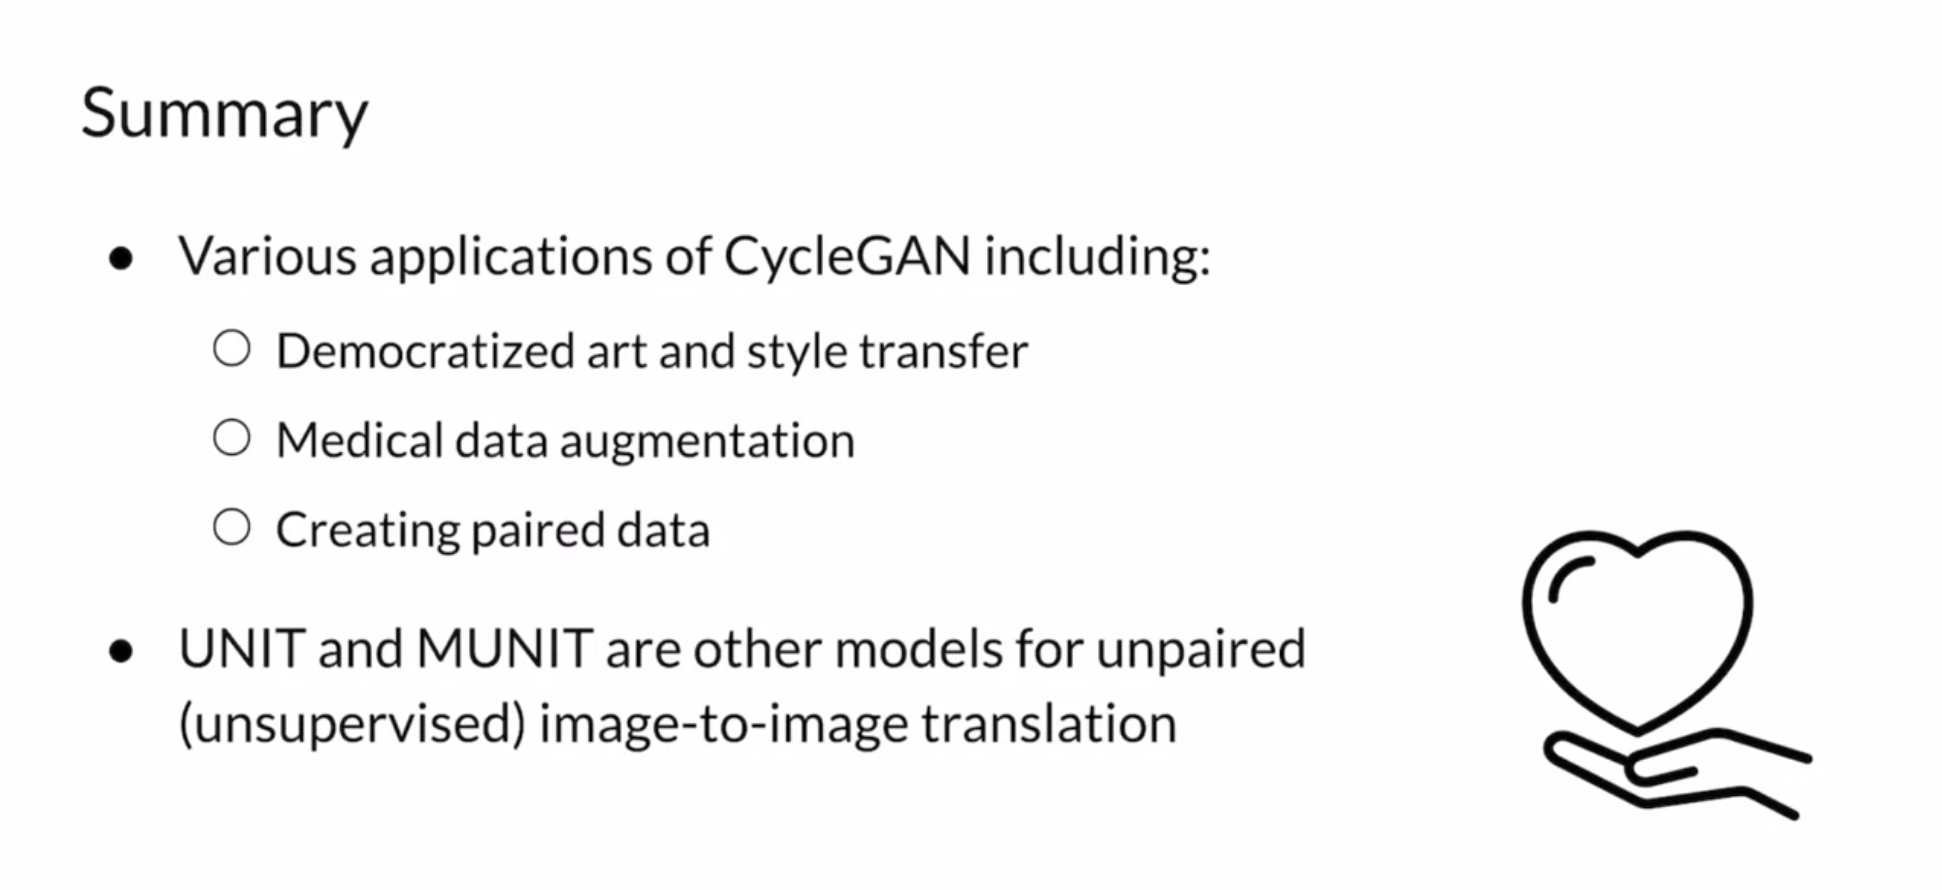 Summary
● Various applications of CycleGAN including:
○ Democratized art and style transfer
○ Medical data augmentation
○ Creating paired data
● UNIT and MUNIT are other models for unpaired
(unsupervised) image-to-image translation